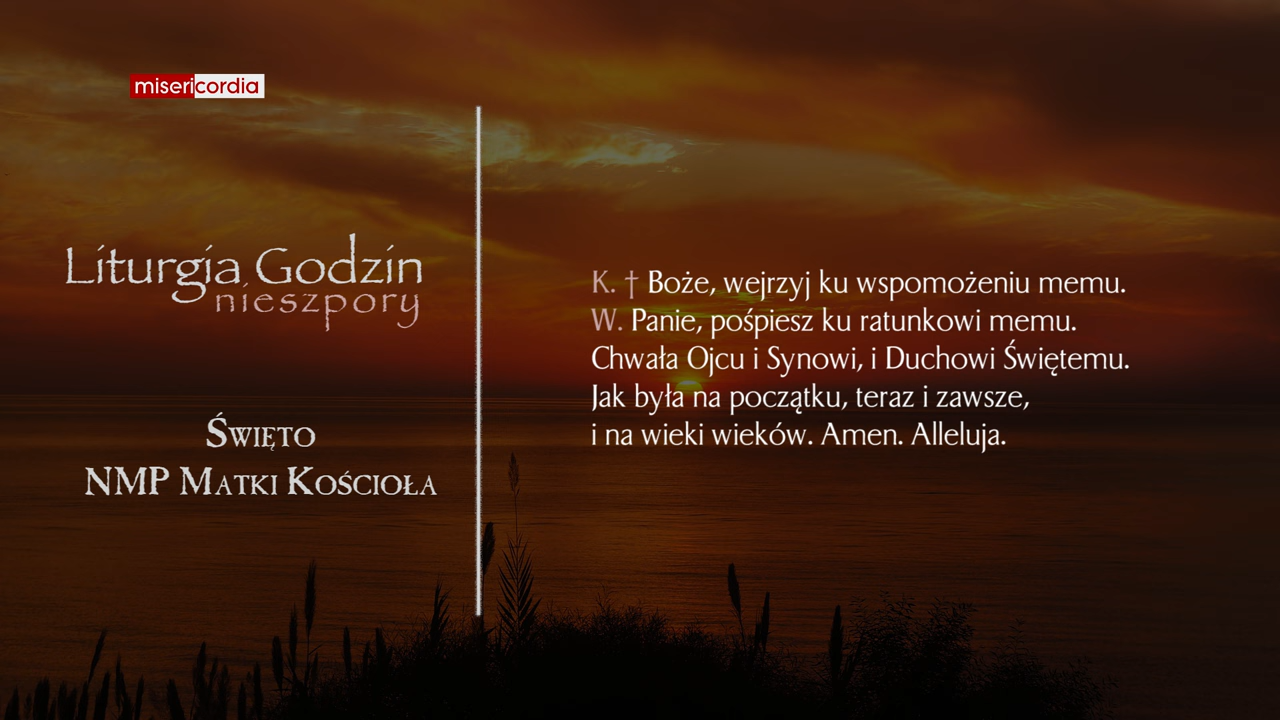 misericordia
Liturgia Godzin
nieszpory
Święto
NMP Matki Kościoła
K. † Boże, wejrzyj ku wspomożeniu memu.
W. Panie, pośpiesz ku ratunkowi memu.
Chwała Ojcu i Synowi, i Duchowi Świętemu.
Jak była na początku, teraz i zawsze,
i na wieki wieków. Amen. Alleluja.